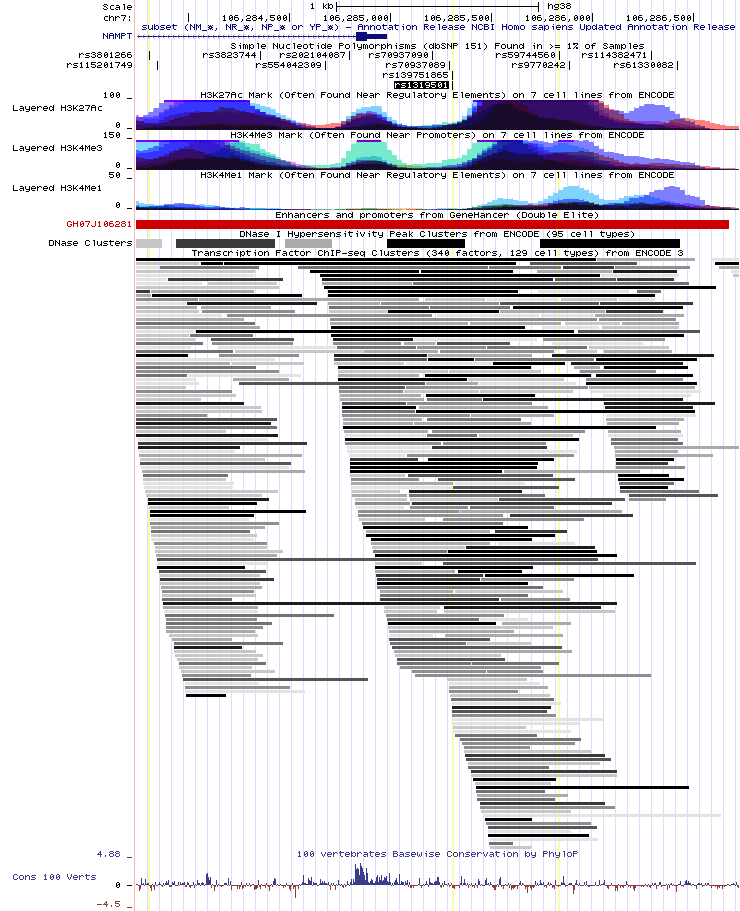 Scale 1 kb hg38
chr7: 106,284,500 106,285,000 106,285,500 106,286,000 106,286,500
subset (NM_*, NR_*, NP_* or YP_*) - Annotation Release NCBI Homo sapiens Updated Annotation Release
NAMPT
Simple Nucleotide Polymorphisms (dbSNP 151) Found in >= 1% of Samples
rs3801266 rs3823744 rs202104087 rs70937090 rs59744560 rs114382471
rs115201749 rs554042309 rs70937089 rs9770242 rs61330082
rs139751865
rs1319501
H3K27Ac Mark (Often Found Near Regulatory Elements) on 7 cell lines from ENCODE
100 _
Layered H3K27Ac
0 _
H3K4Me3 Mark (Often Found Near Promoters) on 7 cell lines from ENCODE
150 _
Layered H3K4Me3
0 _
H3K4Me1 Mark (Often Found Near Regulatory Elements) on 7 cell lines from ENCODE
50 _
Layered H3K4Me1
0 _
Enhancers and promoters from GeneHancer (Double Elite)
GH07J106281
DNase I Hypersensitivity Peak Clusters from ENCODE (95 cell types)
DNase Clusters
Transcription Factor ChIP-seq Clusters (340 factors, 129 cell types) from ENCODE 3
100 vertebrates Basewise Conservation by PhyloP
4.88 _
Cons 100 Verts
0 _
-4.5 _